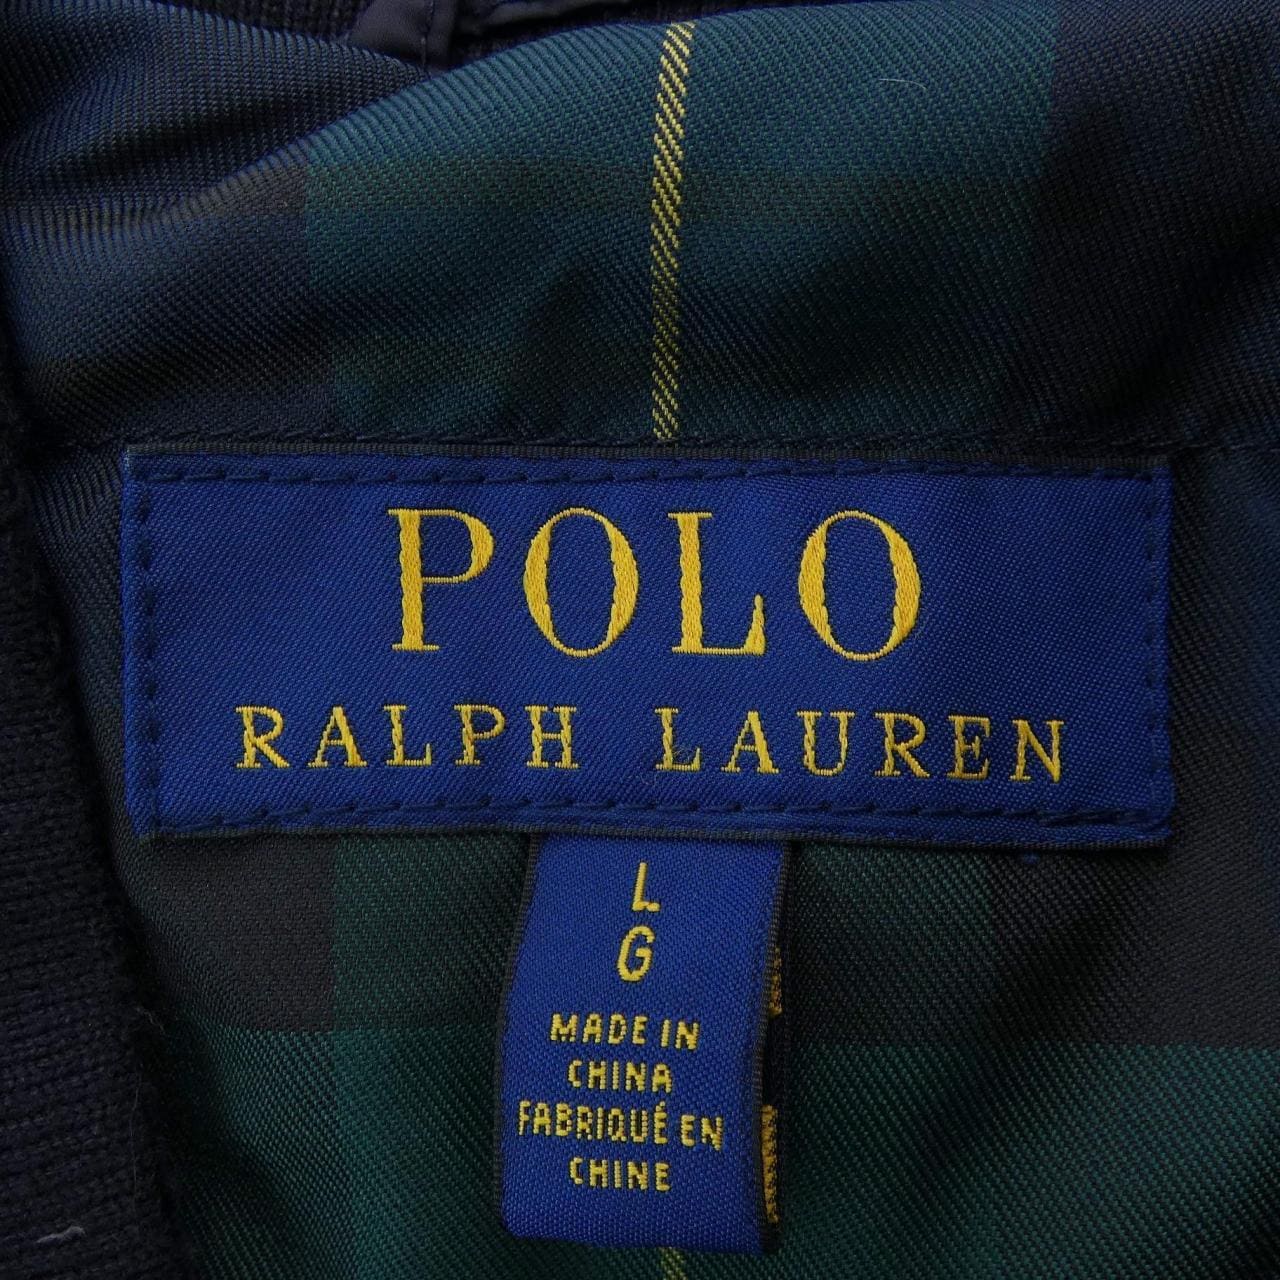 POLO
RALPH LAUREN
L
G
MADE IN
CHINA
FABRIQUÉ EN
CHINE